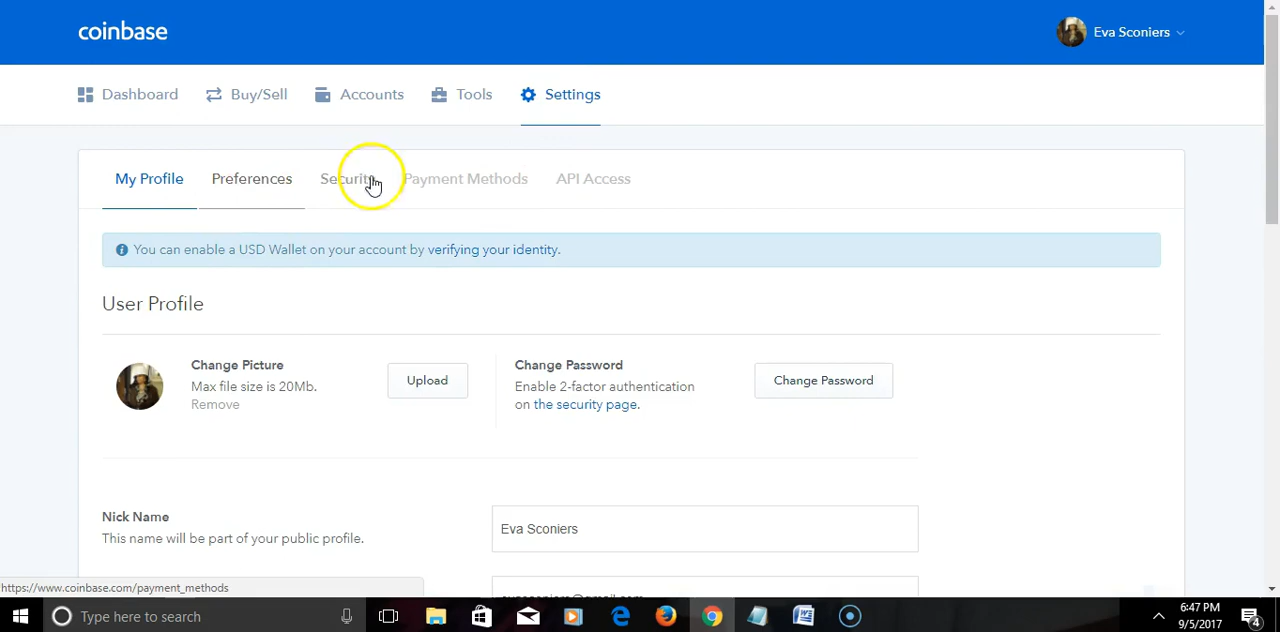 coinbase
Eva Sconiers
Dashboard Buy/Sell Accounts Tools Settings
My Profile Preferences Security Payment Methods API Access
You can enable a USD Wallet on your account by verifying your identity.
User Profile
Change Picture
Max file size is 20Mb.
Remove
Upload
Change Password
Enable 2-factor authentication
on the security page.
Change Password
Nick Name
This name will be part of your public profile.
Eva Sconiers
https://www.coinbase.com/payment_methods
Type here to search
6:47 PM
9/5/2017
4